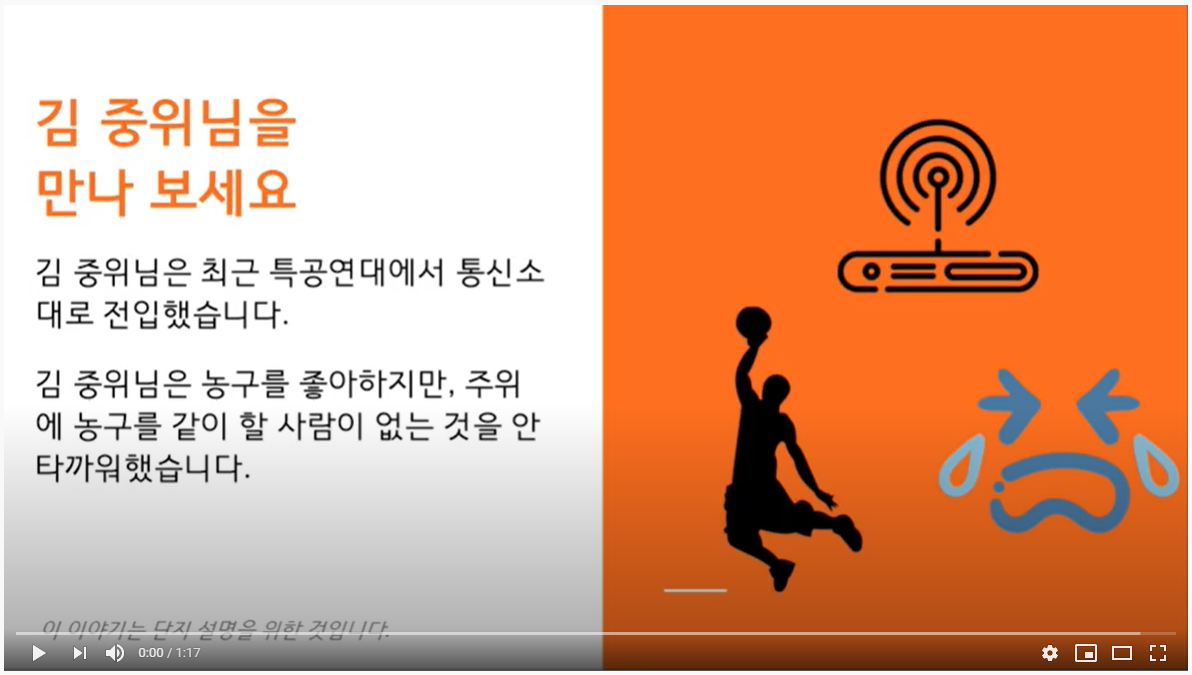 김 중위님을
만나 보세요
김 중위님은 최근 특공연대에서 통신소
대로 전입했습니다.
김 중위님은 농구를 좋아하지만, 주위
에 농구를 같이 할 사람이 없는 것을 안
타까워했습니다.
이 이야기는 단지 설명을 위한 것입니다.
0:00 / 1:17